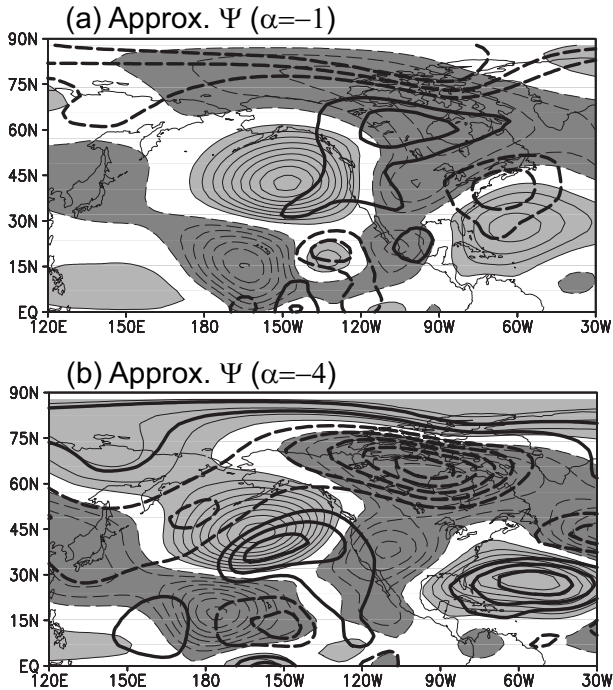 (a) Approx. Ψ (α=−1)
90N
75N
60N
45N
30N
15N
EQ
120E 150E 180 150W 120W 90W 60W 30W
(b) Approx. Ψ (α=−4)
90N
75N
60N
45N
30N
15N
EQ
120E 150E 180 150W 120W 90W 60W 30W